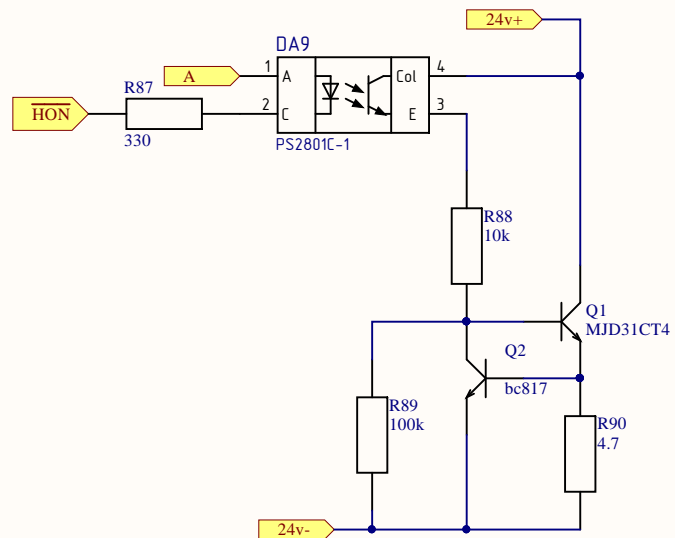 24v+
DA9
1
A
A
Col
4
R87
HON
2
C
E
3
330
PS2801C-1
R88
10k
Q1
MJD31CT4
Q2
bc817
R89
100k
R90
4.7
24v-